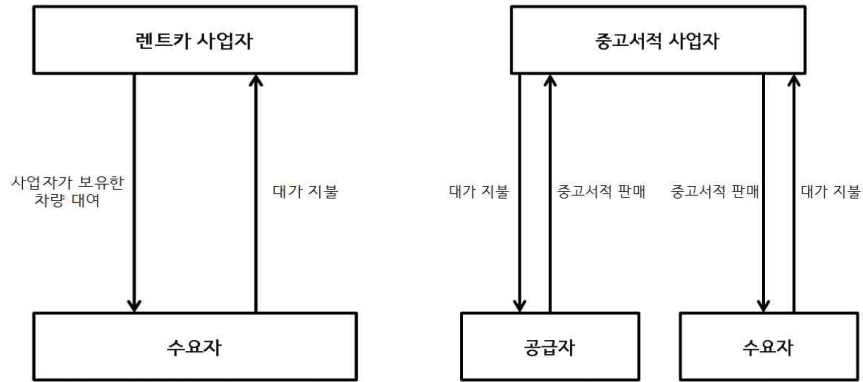 렌트카 사업자
중고서적 사업자
사업자가 보유한
차량 대여
대가 지불
대가 지불
중고서적 판매
중고서적 판매
대가 지불
수요자
공급자
수요자